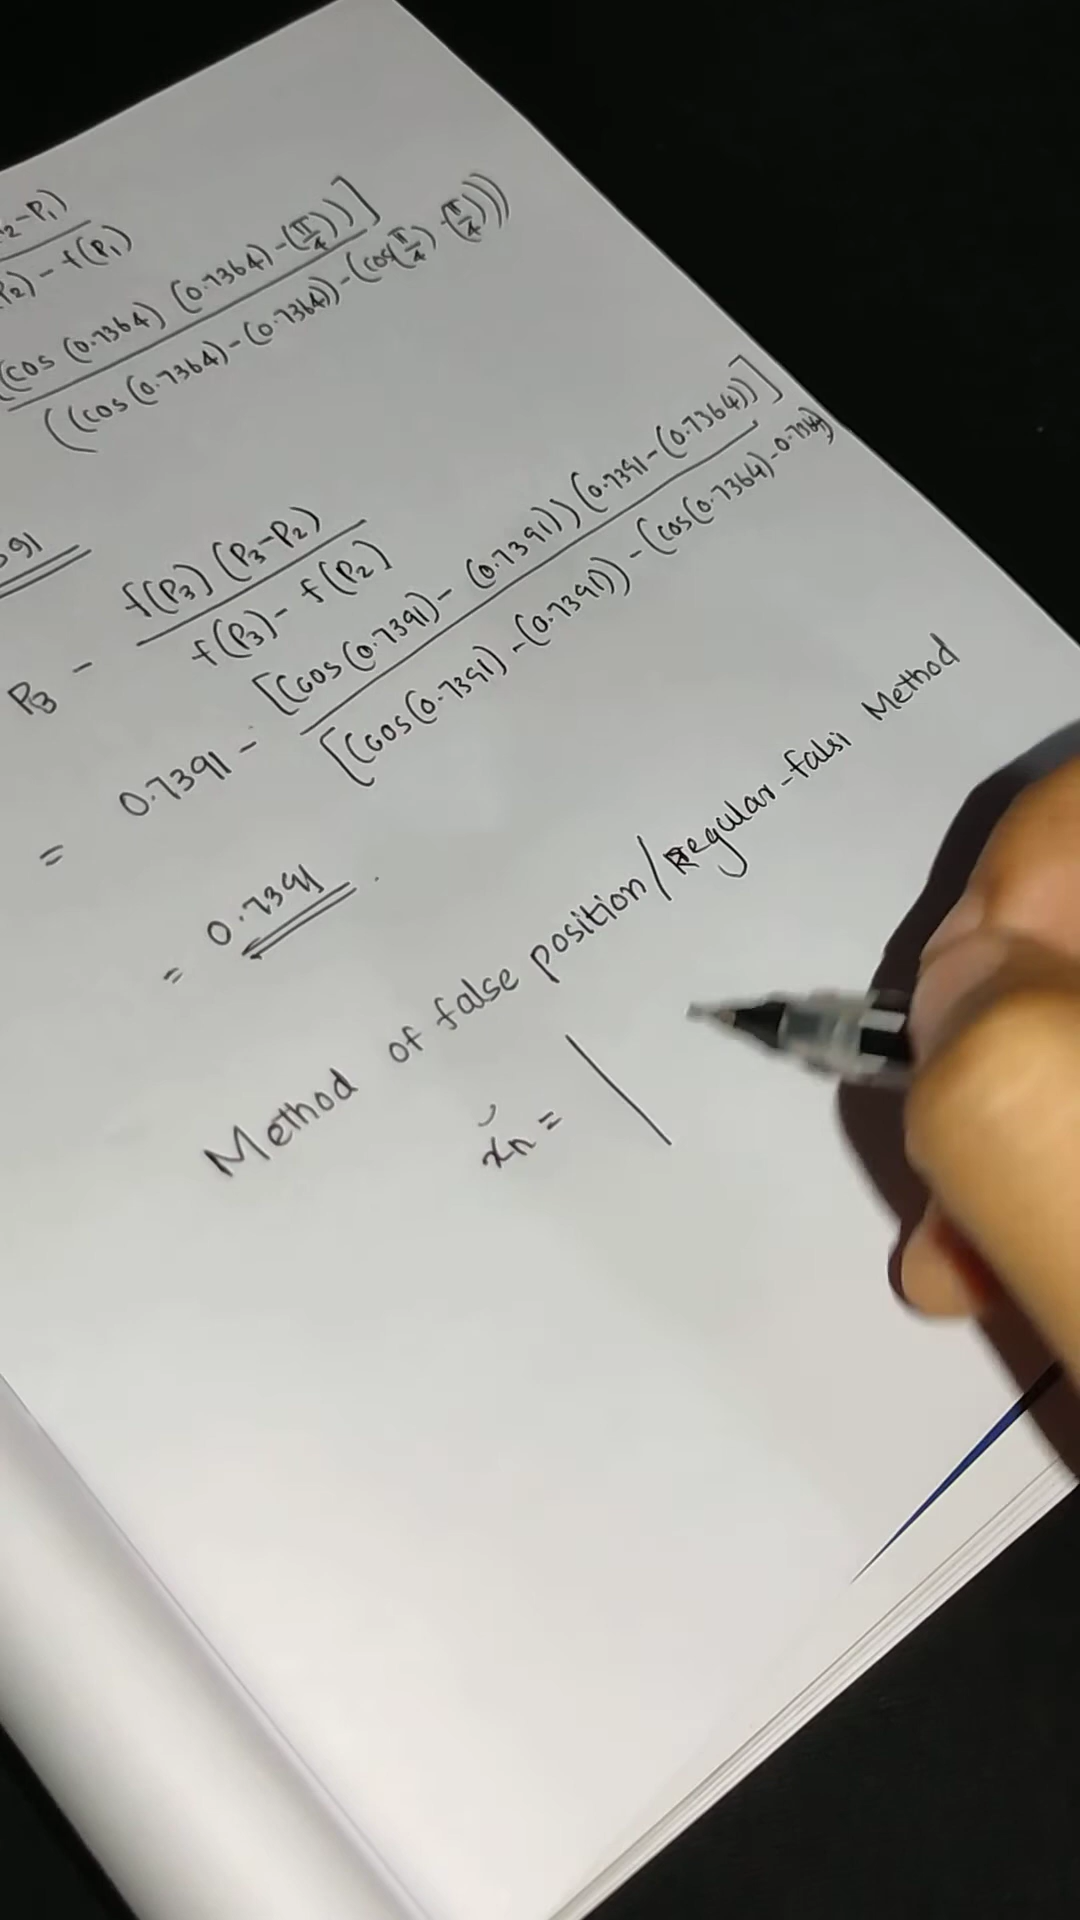 ₂-P₁)
P₂)-f(P₁)
(cos (0.7364) (0.7364)-(π/4))]
((cos(0.7364)-(0.7364))-(cos(π/4)-(π/4)))
391
P₃ - f(P₃)(P₃-P₂)
f(P₃)-f(P₂)
= 0.7391 - [(cos(0.7391)-(0.7391))(0.7391-(0.7364))]
[(cos(0.7391)-(0.7391))-(cos(0.7364)-0.7364)
= 0.7391.
Method of false position/Regular-falsi Method
xn = |